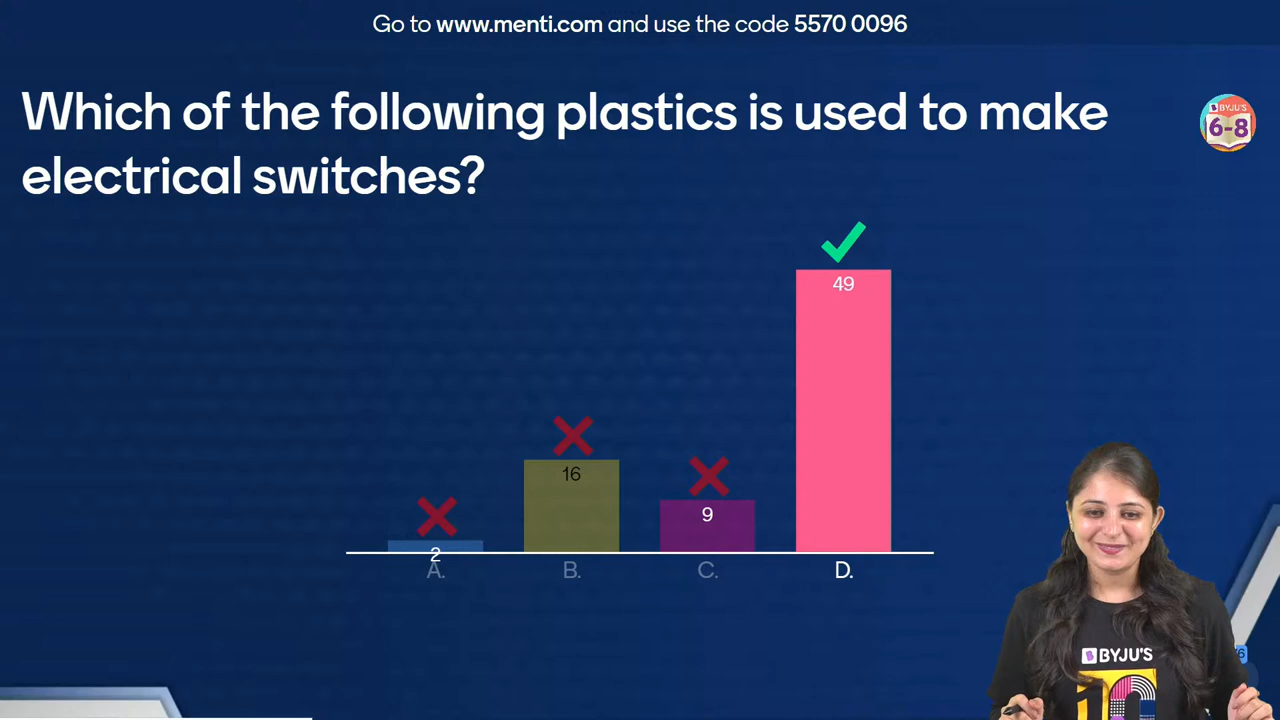 Go to www.menti.com and use the code 5570 0096
Which of the following plastics is used to make
electrical switches?
BYJU'S
6-8
49
16
9
2
A.
B.
C.
D.
BYJU'S